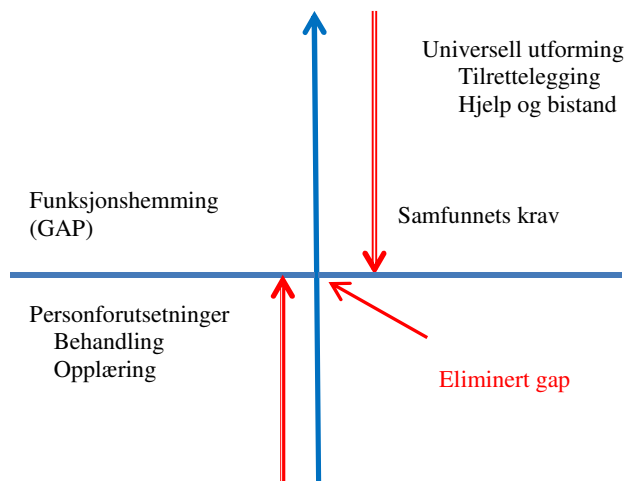 Universell utforming
Tilrettelegging
Hjelp og bistand
Funksjonshemming
(GAP)
Samfunnets krav
Personforutsetninger
Behandling
Opplæring
Eliminert gap